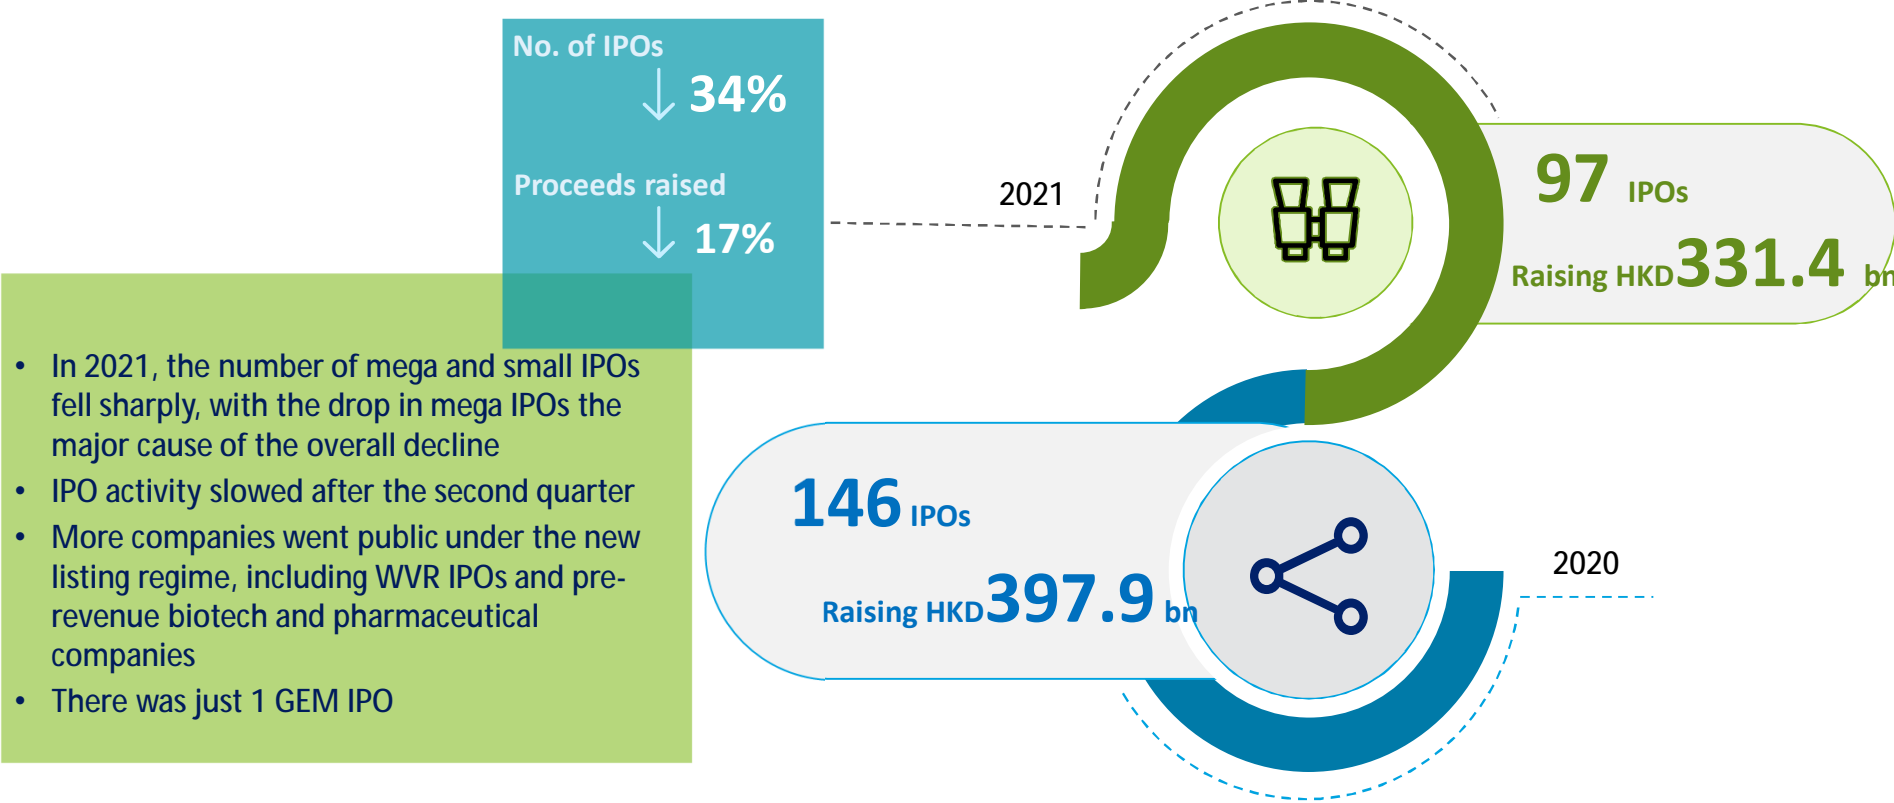 No. of IPOs
↓ 34%
Proceeds raised
↓ 17%
• In 2021, the number of mega and small IPOs
fell sharply, with the drop in mega IPOs the
major cause of the overall decline
• IPO activity slowed after the second quarter
• More companies went public under the new
listing regime, including WVR IPOs and pre-
revenue biotech and pharmaceutical
companies
• There was just 1 GEM IPO
2021
97 IPOs
Raising HKD331.4 bn
146 IPOs
Raising HKD397.9 bn
2020